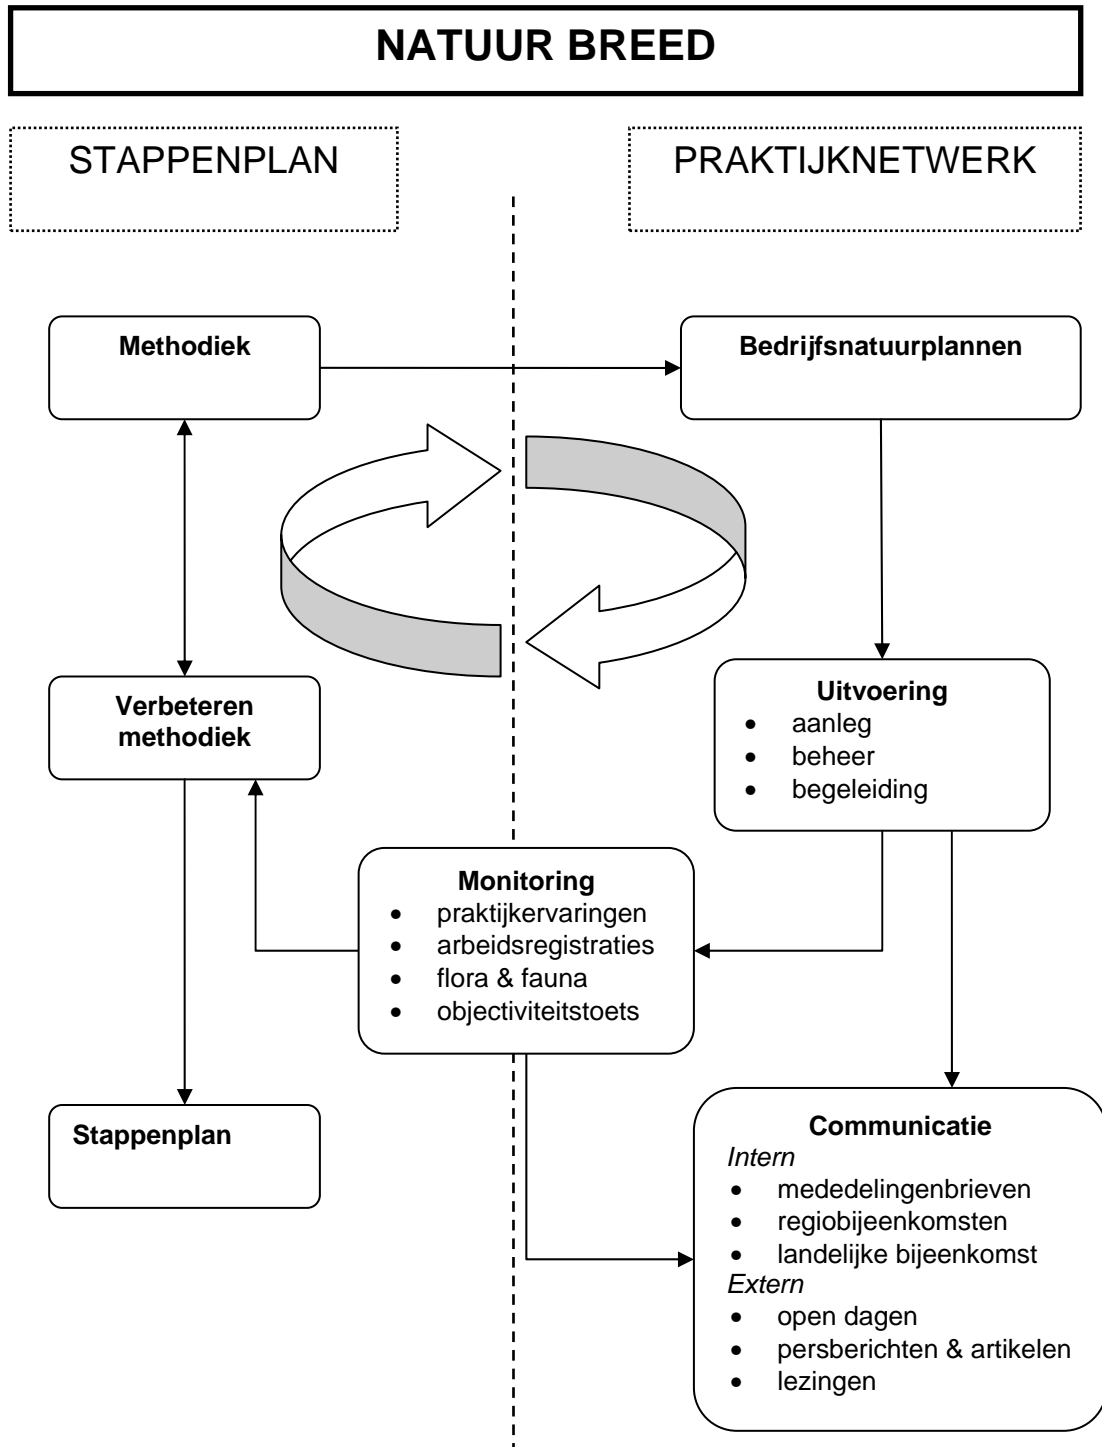 NATUUR BREED
STAPPENPLAN
PRAKTIJKNETWERK
Methodiek
Bedrijfsnatuurplannen
Verbeteren
methodiek
Uitvoering
• aanleg
• beheer
• begeleiding
Monitoring
• praktijkervaringen
• arbeidsregistraties
• flora & fauna
• objectiviteitstoets
Stappenplan
Communicatie
Intern
• mededelingenbrieven
• regiobijeenkomsten
• landelijke bijeenkomst
Extern
• open dagen
• persberichten & artikelen
• lezingen